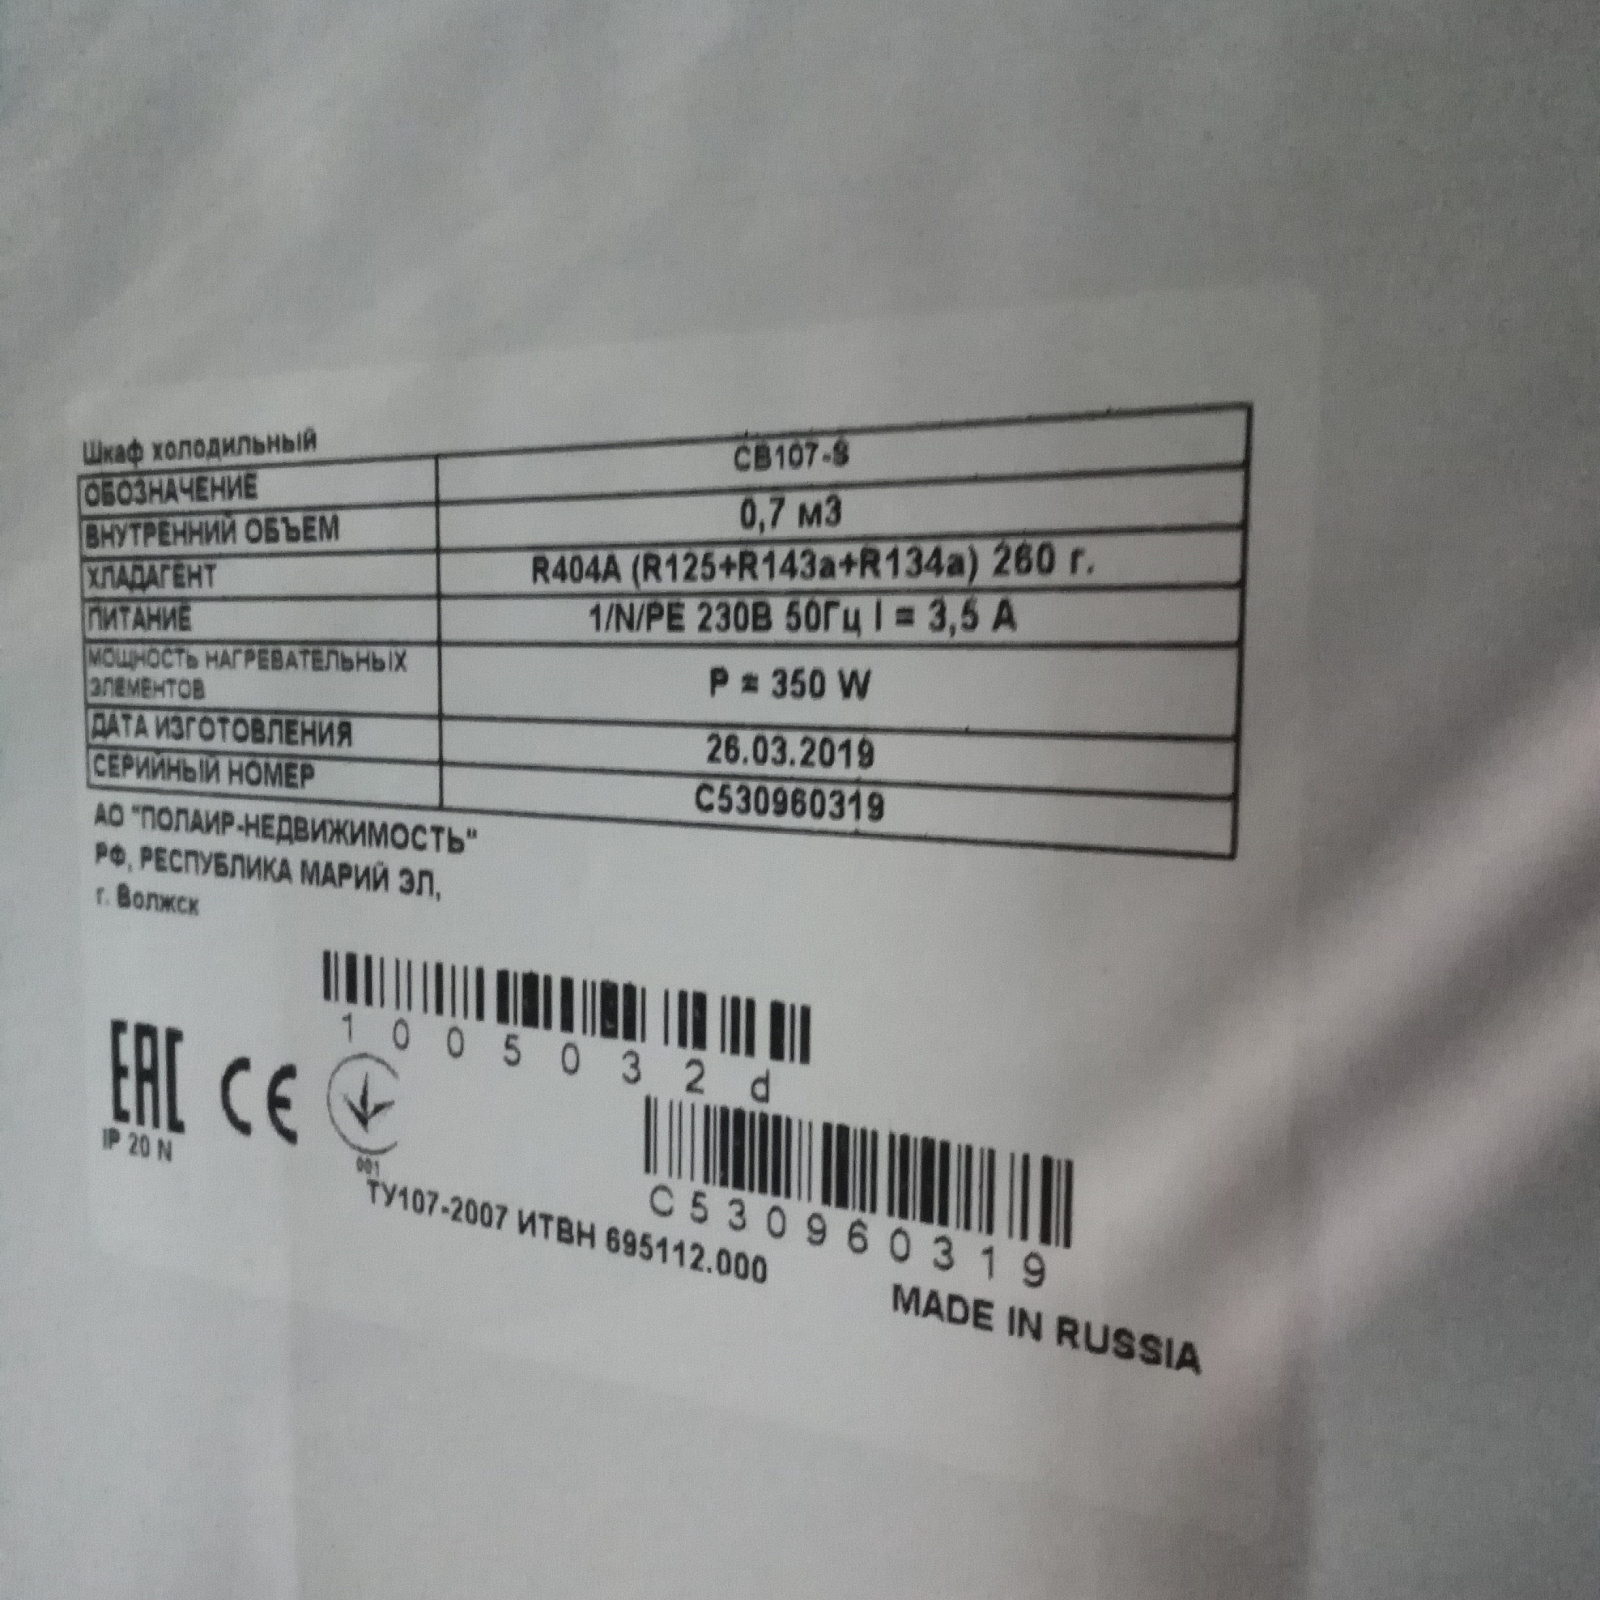 Шкаф холодильный
ОБОЗНАЧЕНИЕ CB107-S
ВНУТРЕННИЙ ОБЪЕМ 0,7 м3
ХЛАДАГЕНТ R404A (R125+R143a+R134a) 260 г.
ПИТАНИЕ 1/N/PE 230В 50Гц I = 3,5 А
МОЩНОСТЬ НАГРЕВАТЕЛЬНЫХ
ЭЛЕМЕНТОВ P = 350 W
ДАТА ИЗГОТОВЛЕНИЯ 26.03.2019
СЕРИЙНЫЙ НОМЕР C530960319
АО "ПОЛАИР-НЕДВИЖИМОСТЬ"
РФ, РЕСПУБЛИКА МАРИЙ ЭЛ,
г. Волжск
1005032d
EAC CE
001
IP 20 N
C530960319
ТУ107-2007 ИТВН 695112.000
MADE IN RUSSIA